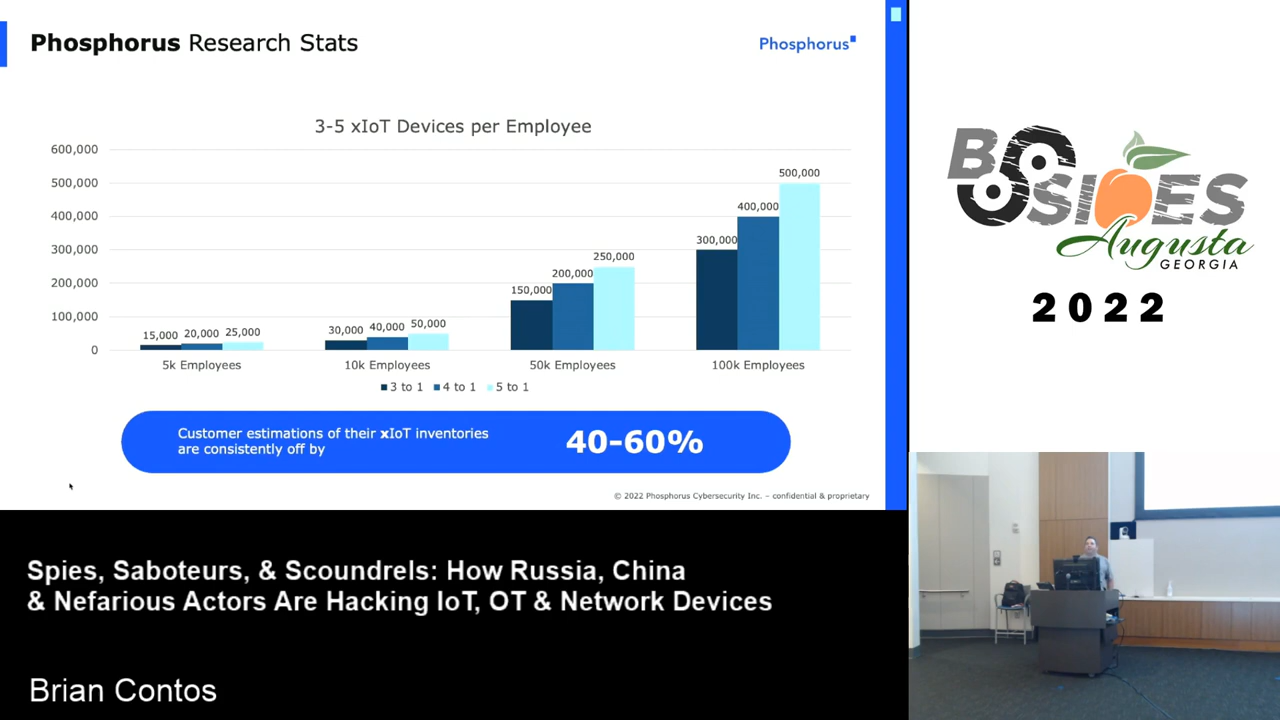 Phosphorus Research Stats
Phosphorus
3-5 xIoT Devices per Employee
600,000
500,000
400,000
300,000
200,000
100,000
0
15,000 20,000 25,000
30,000 40,000 50,000
150,000 200,000 250,000
300,000 400,000 500,000
5k Employees 10k Employees 50k Employees 100k Employees
3 to 1 4 to 1 5 to 1
Customer estimations of their xIoT inventories
are consistently off by
40-60%
© 2022 Phosphorus Cybersecurity Inc. – confidential & proprietary
BSIDES
Augusta
GEORGIA
2022
Spies, Saboteurs, & Scoundrels: How Russia, China
& Nefarious Actors Are Hacking IoT, OT & Network Devices
Brian Contos